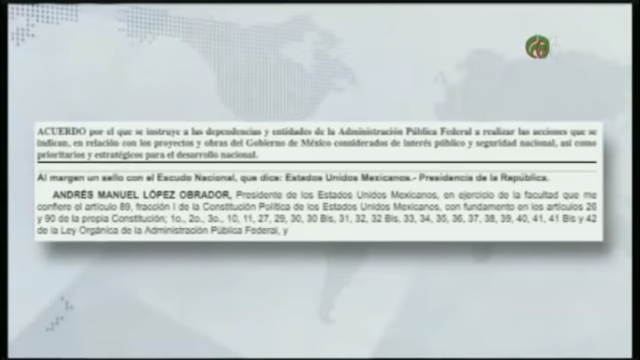 ACUERDO por el que se instruye a las dependencias y entidades de la Administración Pública Federal a realizar las acciones que se
indican, en relación con los proyectos y obras del Gobierno de México considerados de interés público y seguridad nacional, así como
prioritarios y estratégicos para el desarrollo nacional.
Al margen un sello con el Escudo Nacional, que dice: Estados Unidos Mexicanos.- Presidencia de la República.
ANDRÉS MANUEL LÓPEZ OBRADOR, Presidente de los Estados Unidos Mexicanos, en ejercicio de la facultad que me
confiere el artículo 89, fracción I de la Constitución Política de los Estados Unidos Mexicanos, con fundamento en los artículos 26
y 90 de la propia Constitución; 1o., 2o., 3o., 10, 11, 27, 29, 30, 30 Bis, 31, 32, 32 Bis, 33, 34, 35, 36, 37, 38, 39, 40, 41, 41 Bis y 42
de la Ley Orgánica de la Administración Pública Federal, y